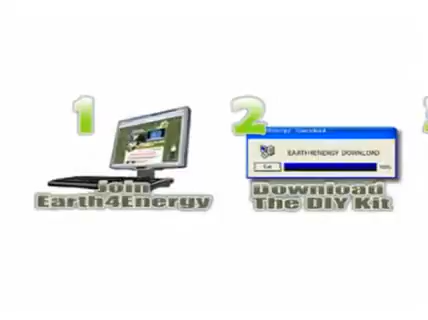 1
Join
Earth4Energy
2
EARTH4ENERGY DOWNLOAD
Download
The DIY Kit